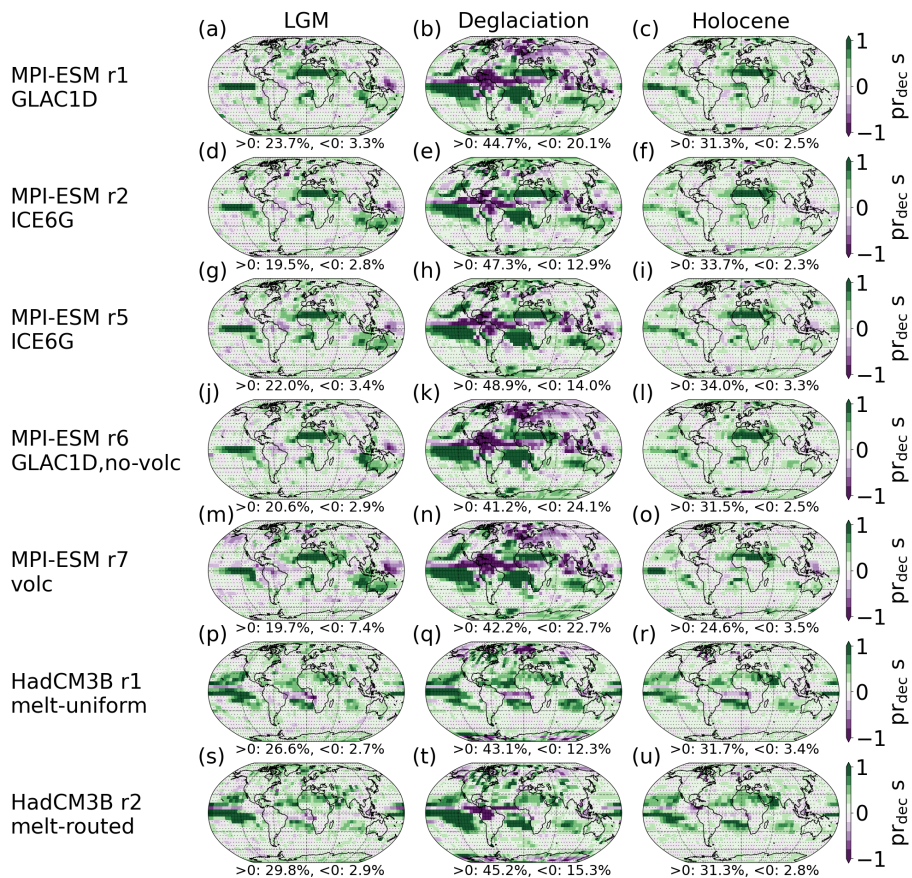 LGM Deglaciation Holocene
(a) (b) (c)
MPI-ESM r1
GLAC1D
1
0
−1
pr_dec s
>0: 23.7%, <0: 3.3% >0: 44.7%, <0: 20.1% >0: 31.3%, <0: 2.5%
(d) (e) (f)
MPI-ESM r2
ICE6G
1
0
−1
pr_dec s
>0: 19.5%, <0: 2.8% >0: 47.3%, <0: 12.9% >0: 33.7%, <0: 2.3%
(g) (h) (i)
MPI-ESM r5
ICE6G
1
0
−1
pr_dec s
>0: 22.0%, <0: 3.4% >0: 48.9%, <0: 14.0% >0: 34.0%, <0: 3.3%
(j) (k) (l)
MPI-ESM r6
GLAC1D,no-volc
1
0
−1
pr_dec s
>0: 20.6%, <0: 2.9% >0: 41.2%, <0: 24.1% >0: 31.5%, <0: 2.5%
(m) (n) (o)
MPI-ESM r7
volc
1
0
−1
pr_dec s
>0: 19.7%, <0: 7.4% >0: 42.2%, <0: 22.7% >0: 24.6%, <0: 3.5%
(p) (q) (r)
HadCM3B r1
melt-uniform
1
0
−1
pr_dec s
>0: 26.6%, <0: 2.7% >0: 43.1%, <0: 12.3% >0: 31.7%, <0: 3.4%
(s) (t) (u)
HadCM3B r2
melt-routed
1
0
−1
pr_dec s
>0: 29.8%, <0: 2.9% >0: 45.2%, <0: 15.3% >0: 31.3%, <0: 2.8%